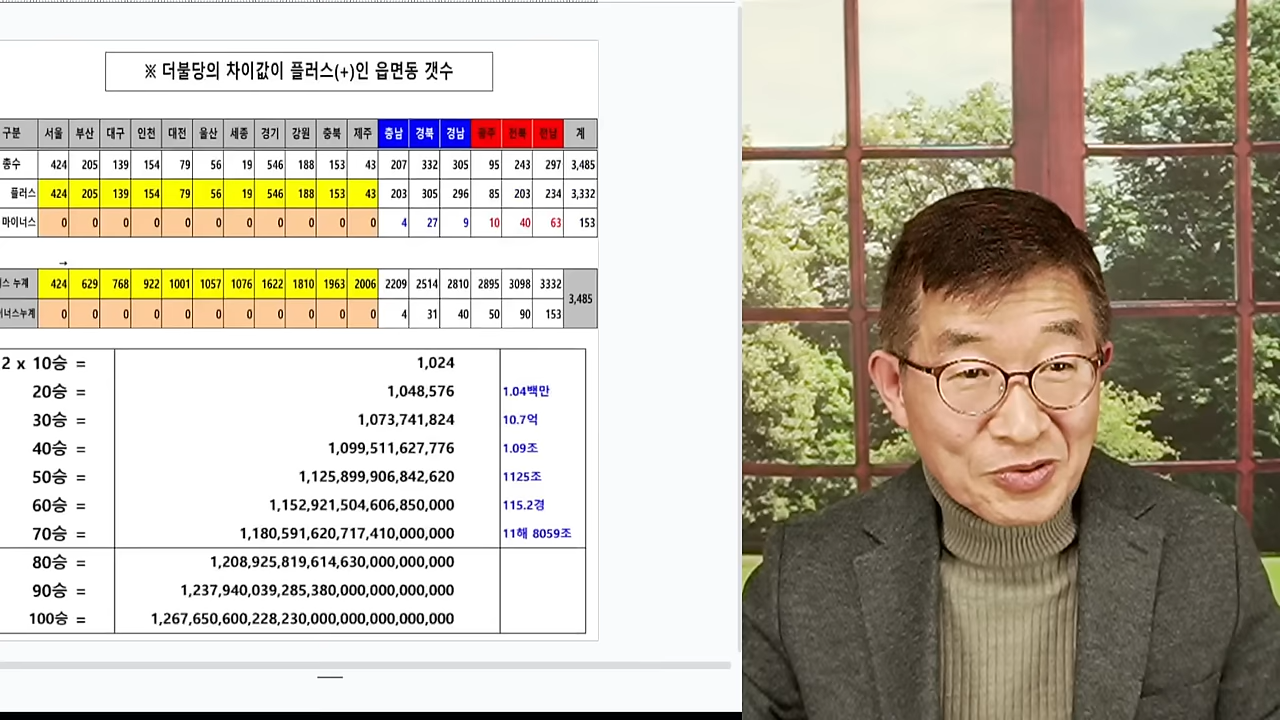 ※ 더불당의 차이값이 플러스(+)인 읍면동 갯수
구분 서울 부산 대구 인천 대전 울산 세종 경기 강원 충북 제주 충남 경북 경남 광주 전북 전남 계
총수 424 205 139 154 79 56 19 546 188 153 43 207 332 305 95 243 297 3,485
플러스 424 205 139 154 79 56 19 546 188 153 43 203 305 296 85 203 234 3,332
마이너스 0 0 0 0 0 0 0 0 0 0 0 4 27 9 10 40 63 153
→
스 누계 424 629 768 922 1001 1057 1076 1622 1810 1963 2006 2209 2514 2810 2895 3098 3332 3,485
너스누계 0 0 0 0 0 0 0 0 0 0 0 4 31 40 50 90 153
2 x 10승 = 1,024
20승 = 1,048,576 1.04백만
30승 = 1,073,741,824 10.7억
40승 = 1,099,511,627,776 1.09조
50승 = 1,125,899,906,842,620 1125조
60승 = 1,152,921,504,606,850,000 115.2경
70승 = 1,180,591,620,717,410,000,000 11해 8059조
80승 = 1,208,925,819,614,630,000,000,000
90승 = 1,237,940,039,285,380,000,000,000,000
100승 = 1,267,650,600,228,230,000,000,000,000,000